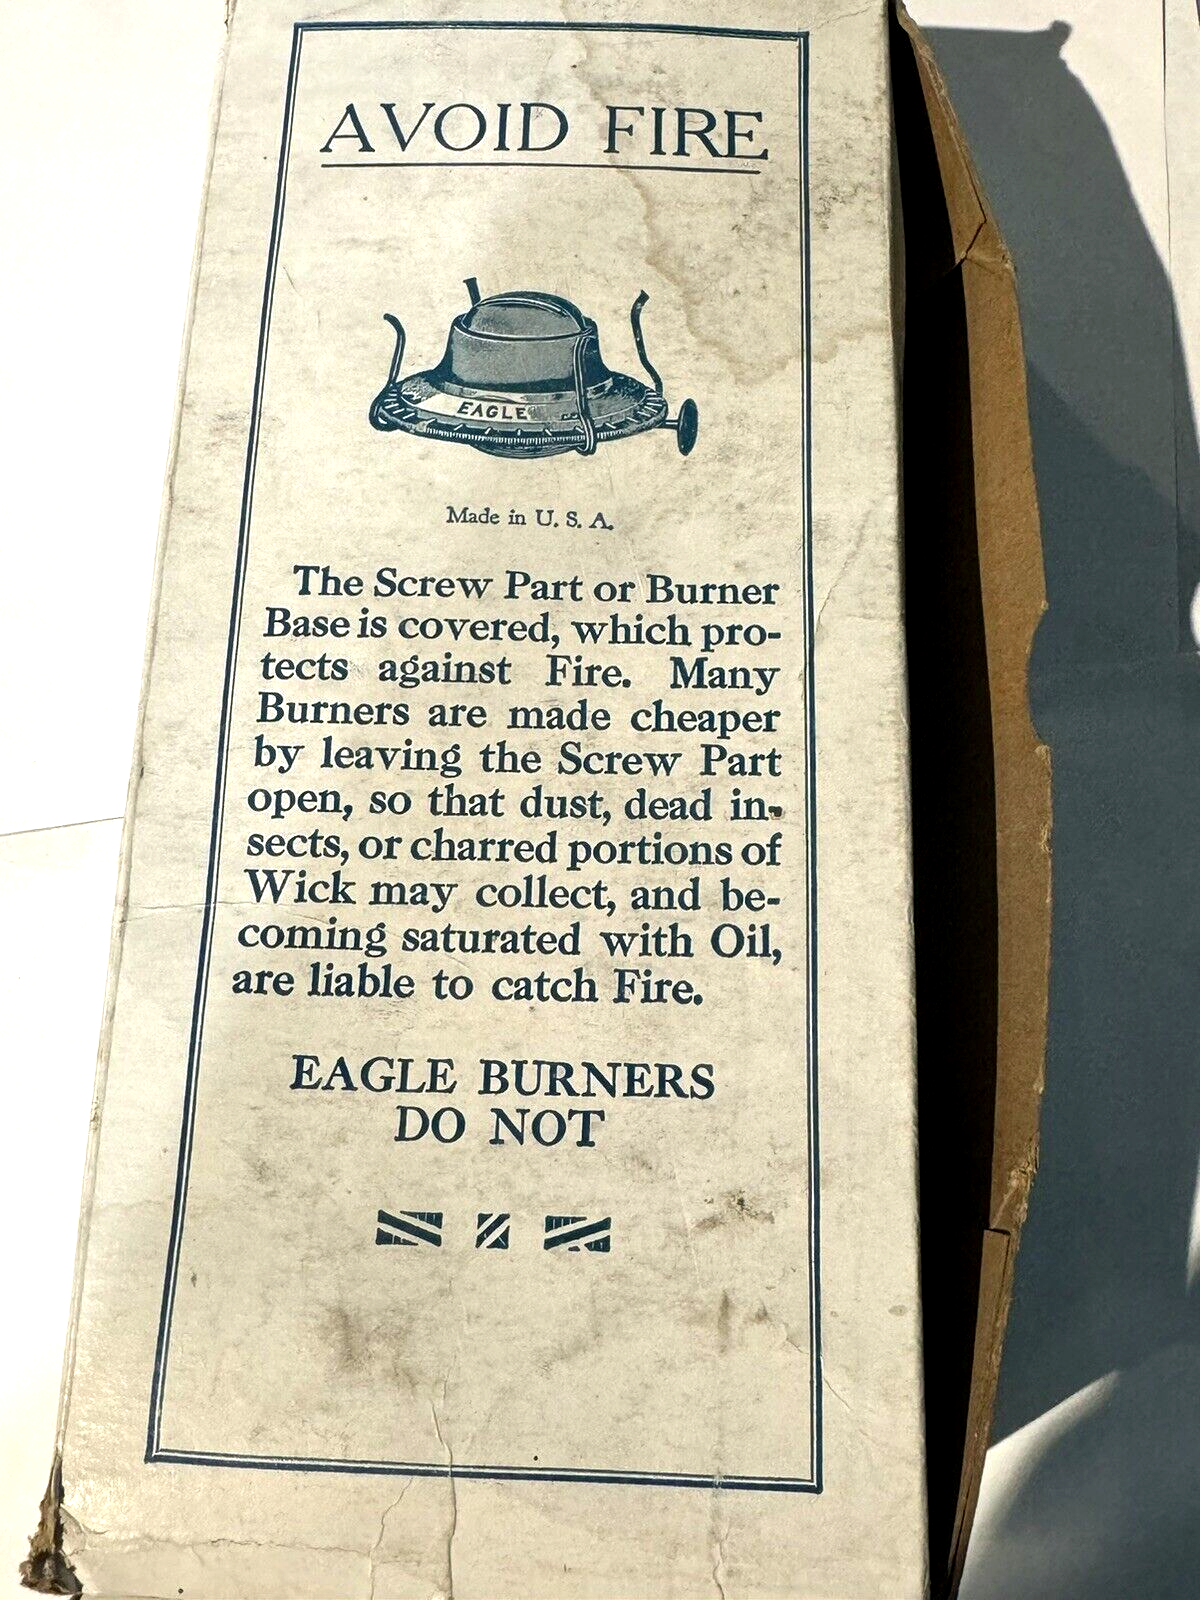 AVOID FIRE
EAGLE
Made in U. S. A.
The Screw Part or Burner
Base is covered, which pro-
tects against Fire. Many
Burners are made cheaper
by leaving the Screw Part
open, so that dust, dead in-
sects, or charred portions of
Wick may collect, and be-
coming saturated with Oil,
are liable to catch Fire.
EAGLE BURNERS
DO NOT